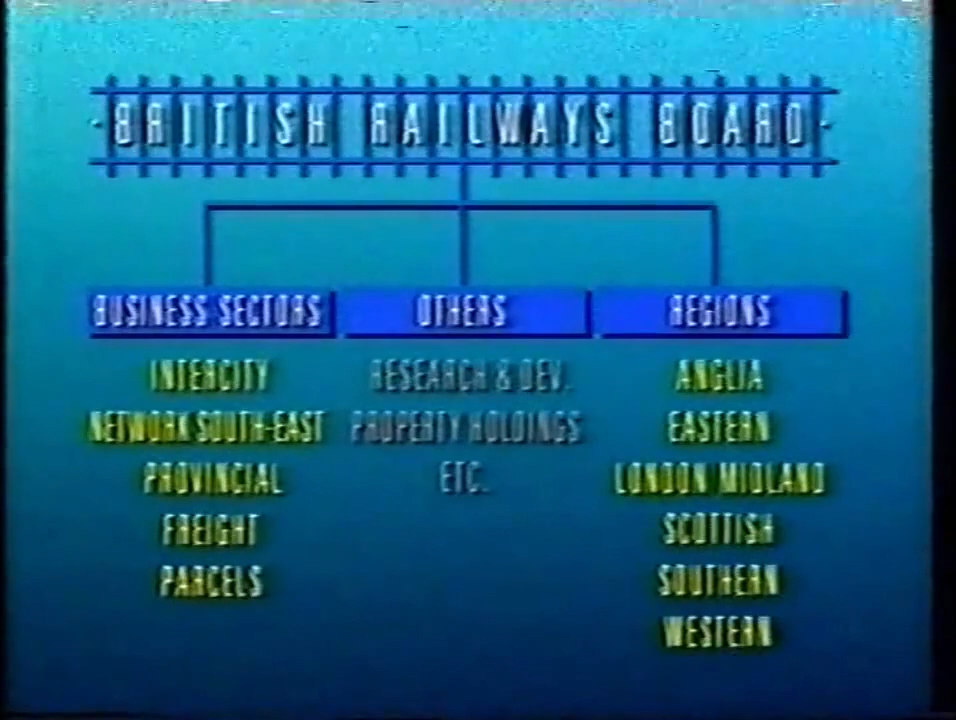 BRITISH RAILWAYS BOARD
BUSINESS SECTORS
INTERCITY
NETWORK SOUTH-EAST
PROVINCIAL
FREIGHT
PARCELS
OTHERS
RESEARCH & DEV.
PROPERTY HOLDINGS
ETC.
REGIONS
ANGLIA
EASTERN
LONDON MIDLAND
SCOTTISH
SOUTHERN
WESTERN